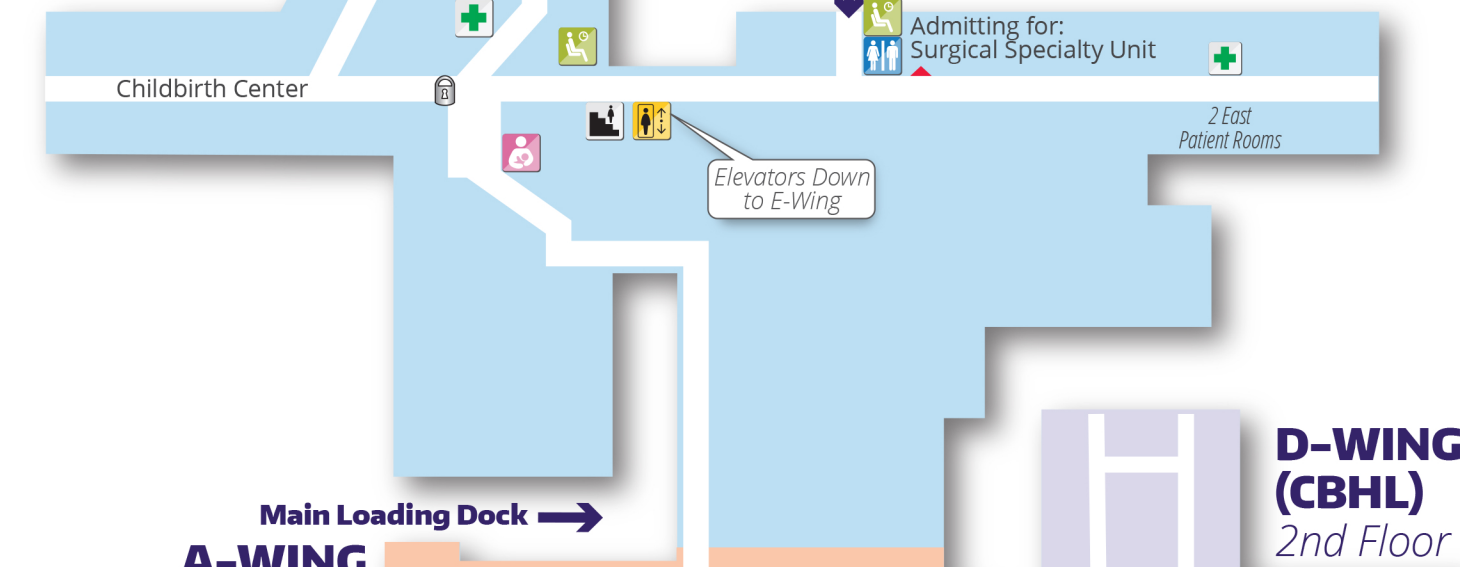 Admitting for:
Surgical Specialty Unit
Childbirth Center
2 East
Patient Rooms
Elevators Down
to E-Wing
D-WING
(CBHL)
2nd Floor
Main Loading Dock
A-WING